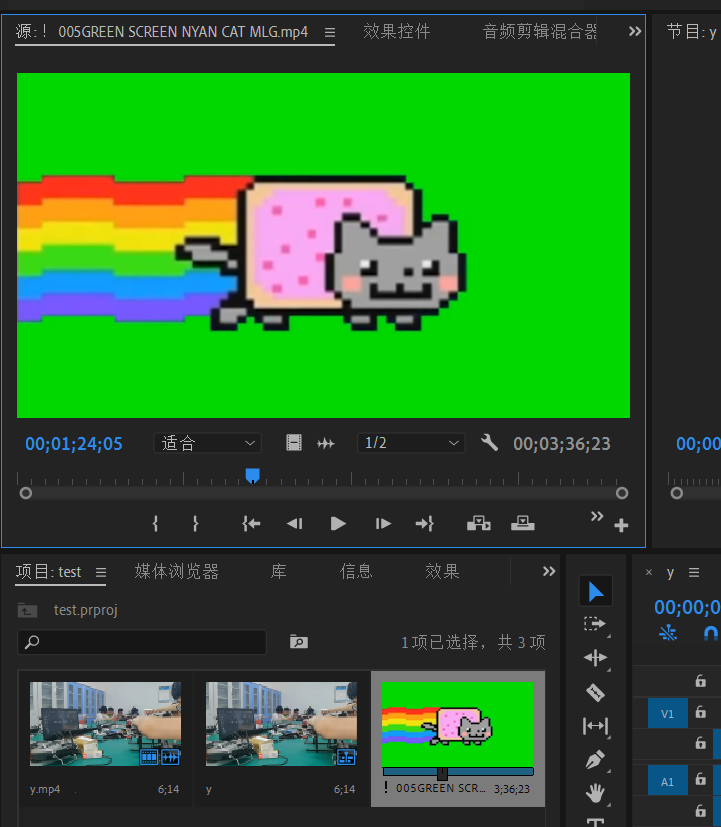 源: ! 005GREEN SCREEN NYAN CAT MLG.mp4 ☰ 效果控件 音频剪辑混合器 »
节目: y
00;01;24;05 适合 1/2 00;03;36;23
00;00
项目: test ☰ 媒体浏览器 库 信息 效果 »
× y ☰
test.prproj
00;00;0
1项已选择，共 3 项
V1
A1
y.mp4 6;14
y 6;14
! 005GREEN SCR... 3;36;23